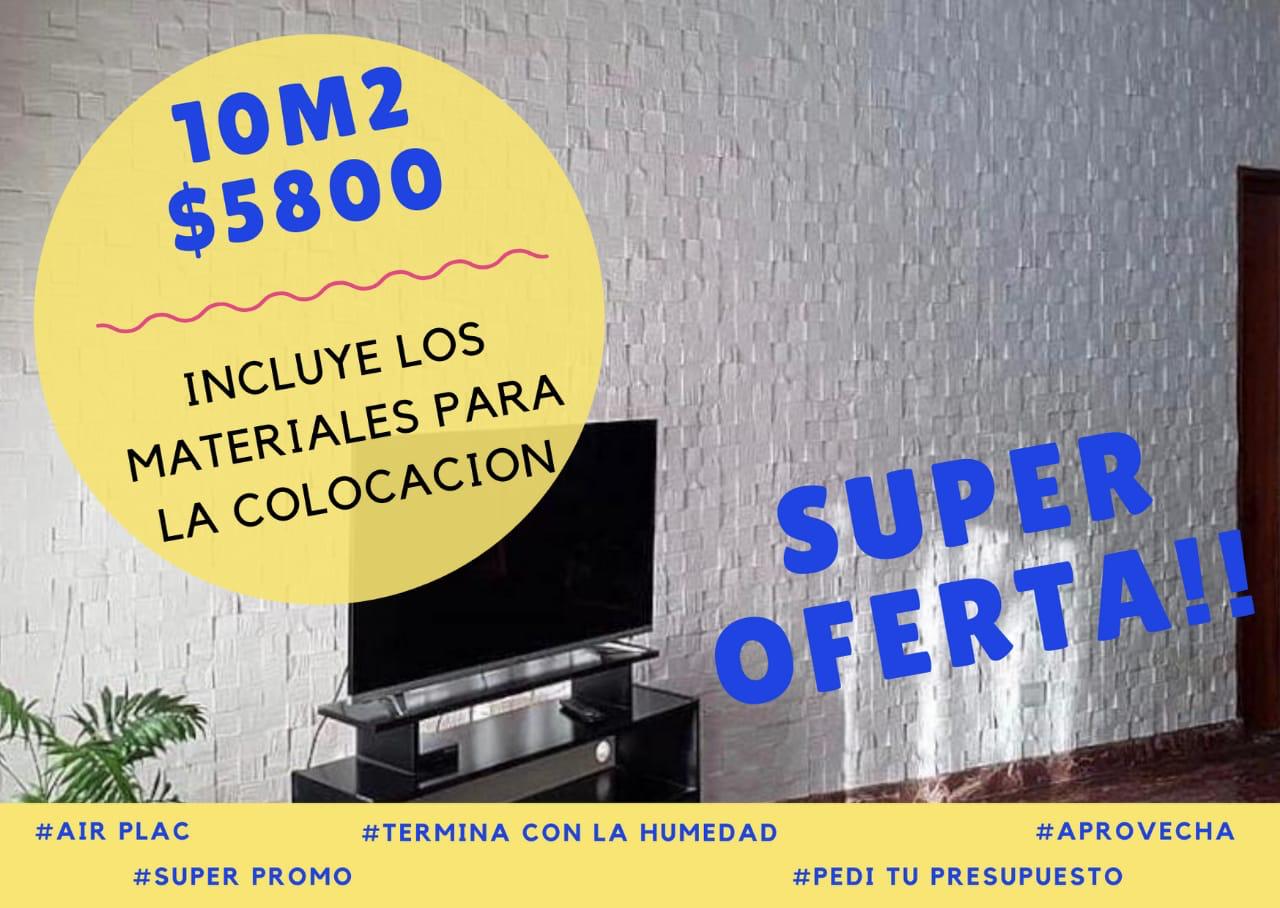 10M2
$5800
INCLUYE LOS
MATERIALES PARA
LA COLOCACION
SUPER
OFERTA!!
#AIR PLAC
#TERMINA CON LA HUMEDAD
#APROVECHA
#SUPER PROMO
#PEDI TU PRESUPUESTO